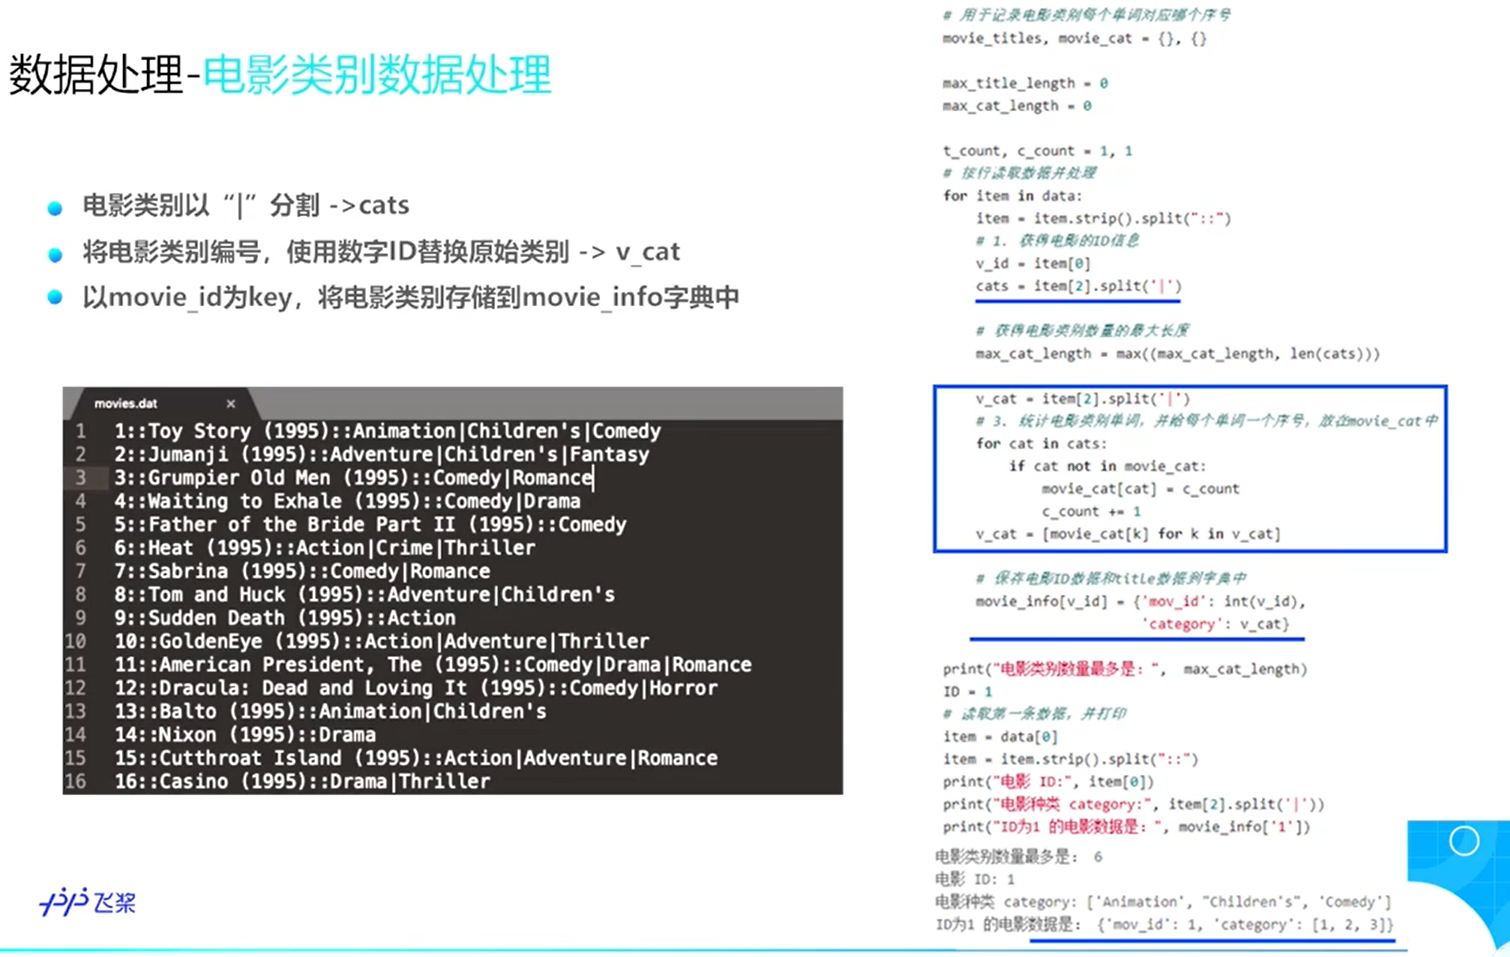 数据处理-电影类别数据处理
电影类别以“|”分割 ->cats
将电影类别编号，使用数字ID替换原始类别 -> v_cat
以movie_id为key，将电影类别存储到movie_info字典中
movies.dat ×
1 1::Toy Story (1995)::Animation|Children's|Comedy
2 2::Jumanji (1995)::Adventure|Children's|Fantasy
3 3::Grumpier Old Men (1995)::Comedy|Romance
4 4::Waiting to Exhale (1995)::Comedy|Drama
5 5::Father of the Bride Part II (1995)::Comedy
6 6::Heat (1995)::Action|Crime|Thriller
7 7::Sabrina (1995)::Comedy|Romance
8 8::Tom and Huck (1995)::Adventure|Children's
9 9::Sudden Death (1995)::Action
10 10::GoldenEye (1995)::Action|Adventure|Thriller
11 11::American President, The (1995)::Comedy|Drama|Romance
12 12::Dracula: Dead and Loving It (1995)::Comedy|Horror
13 13::Balto (1995)::Animation|Children's
14 14::Nixon (1995)::Drama
15 15::Cutthroat Island (1995)::Action|Adventure|Romance
16 16::Casino (1995)::Drama|Thriller
飞桨
# 用于记录电影类别每个单词对应哪个序号
movie_titles, movie_cat = {}, {}
max_title_length = 0
max_cat_length = 0
t_count, c_count = 1, 1
# 按行读取数据并处理
for item in data:
item = item.strip().split("::")
# 1. 获得电影的ID信息
v_id = item[0]
cats = item[2].split('|')
# 获得电影类别数量的最大长度
max_cat_length = max((max_cat_length, len(cats)))
v_cat = item[2].split('|')
# 3. 统计电影类别单词，并给每个单词一个序号，放在movie_cat中
for cat in cats:
if cat not in movie_cat:
movie_cat[cat] = c_count
c_count += 1
v_cat = [movie_cat[k] for k in v_cat]
# 保存电影ID数据和title数据到字典中
movie_info[v_id] = {'mov_id': int(v_id),
'category': v_cat}
print("电影类别数量最多是：", max_cat_length)
ID = 1
# 读取第一条数据，并打印
item = data[0]
item = item.strip().split("::")
print("电影 ID:", item[0])
print("电影种类 category:", item[2].split('|'))
print("ID为1 的电影数据是：", movie_info['1'])
电影类别数量最多是： 6
电影 ID: 1
电影种类 category: ['Animation', "Children's", 'Comedy']
ID为1 的电影数据是： {'mov_id': 1, 'category': [1, 2, 3]}